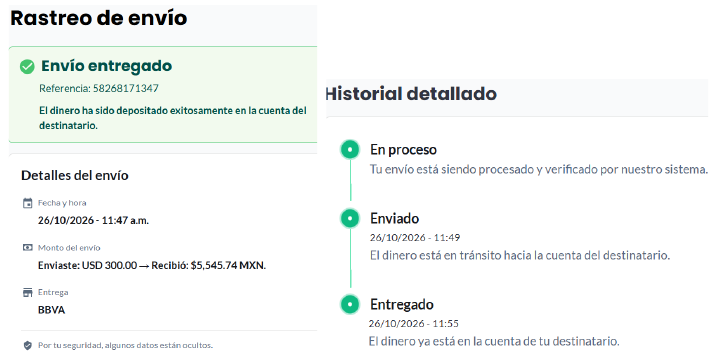 Rastreo de envío
Envío entregado
Referencia: 58268171347
El dinero ha sido depositado exitosamente en la cuenta del
destinatario.
Detalles del envío
Fecha y hora
26/10/2026 - 11:47 a.m.
Monto del envío
Enviaste: USD 300.00 → Recibió: $5,545.74 MXN.
Entrega
BBVA
Por tu seguridad, algunos datos están ocultos.
Historial detallado
En proceso
Tu envío está siendo procesado y verificado por nuestro sistema.
Enviado
26/10/2026 - 11:49
El dinero está en tránsito hacia la cuenta del destinatario.
Entregado
26/10/2026 - 11:55
El dinero ya está en la cuenta de tu destinatario.